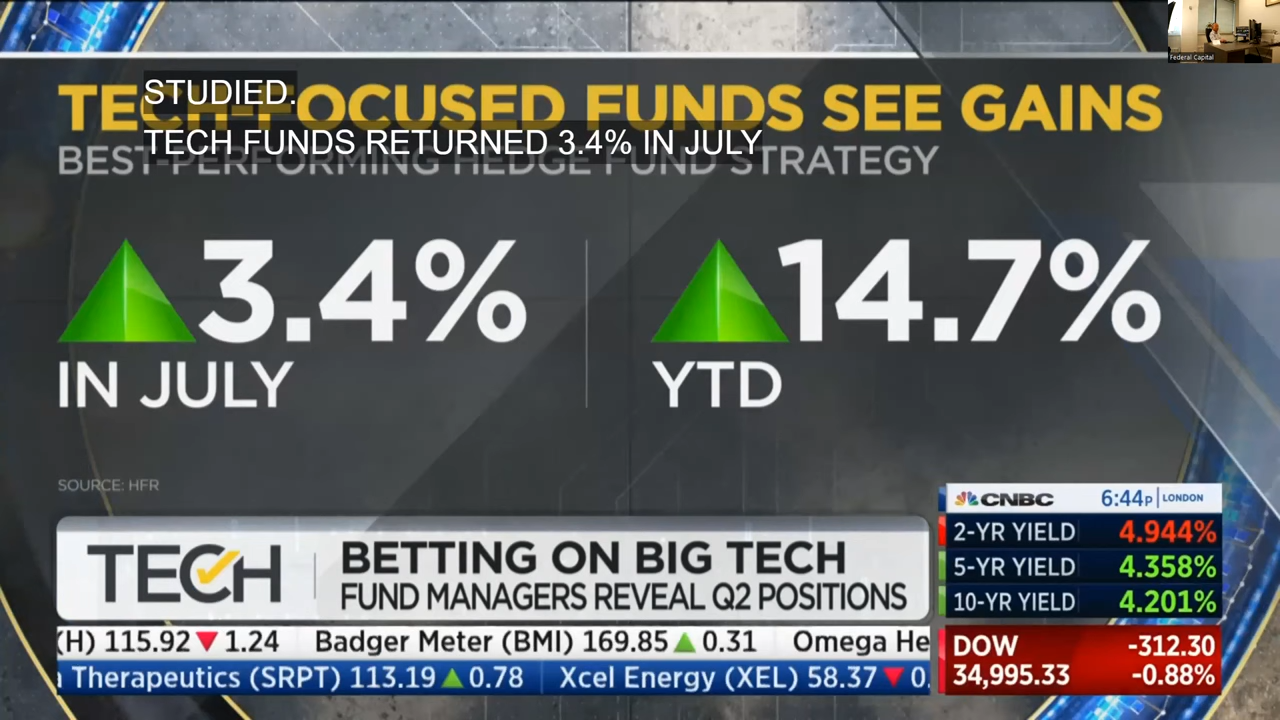 Federal Capital
TECH-FOCUSED FUNDS SEE GAINS
BEST-PERFORMING HEDGE FUND STRATEGY
STUDIED.
TECH FUNDS RETURNED 3.4% IN JULY
3.4%
IN JULY
14.7%
YTD
SOURCE: HFR
TECH
BETTING ON BIG TECH
FUND MANAGERS REVEAL Q2 POSITIONS
CNBC 6:44P LONDON
2-YR YIELD 4.944%
5-YR YIELD 4.358%
10-YR YIELD 4.201%
DOW -312.30
34,995.33 -0.88%
(H) 115.92 ▼ 1.24 Badger Meter (BMI) 169.85 ▲ 0.31 Omega He
Therapeutics (SRPT) 113.19 ▲ 0.78 Xcel Energy (XEL) 58.37 ▼ 0.